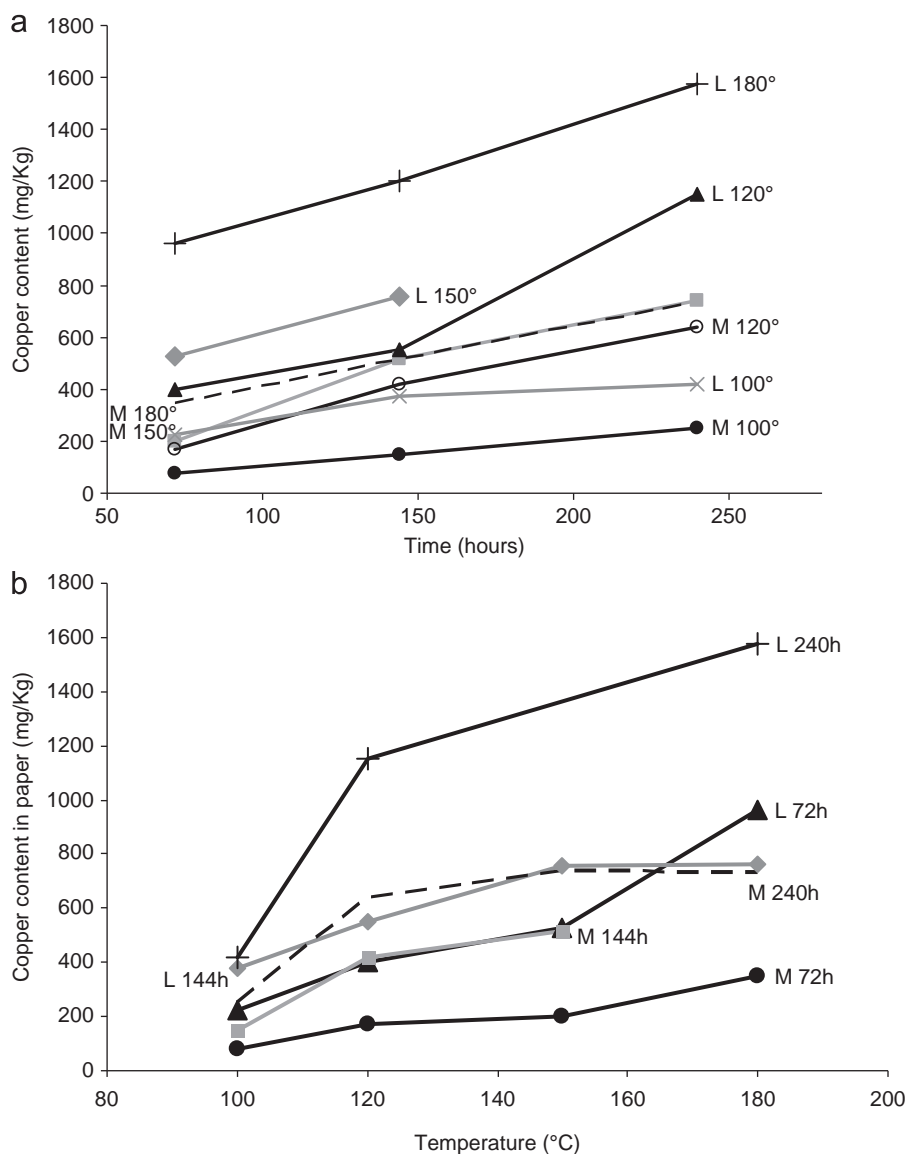 a
1800
1600
1400
1200
1000
800
600
400
200
0
Copper content (mg/Kg)
L 180°
L 120°
L 150°
M 120°
M 180°
L 100°
M 150°
M 100°
50
100
150
200
250
Time (hours)
b
1800
1600
1400
1200
1000
800
600
400
200
0
Copper content in paper (mg/Kg)
L 240h
L 72h
M 240h
M 144h
L 144h
M 72h
80
100
120
140
160
180
200
Temperature (°C)